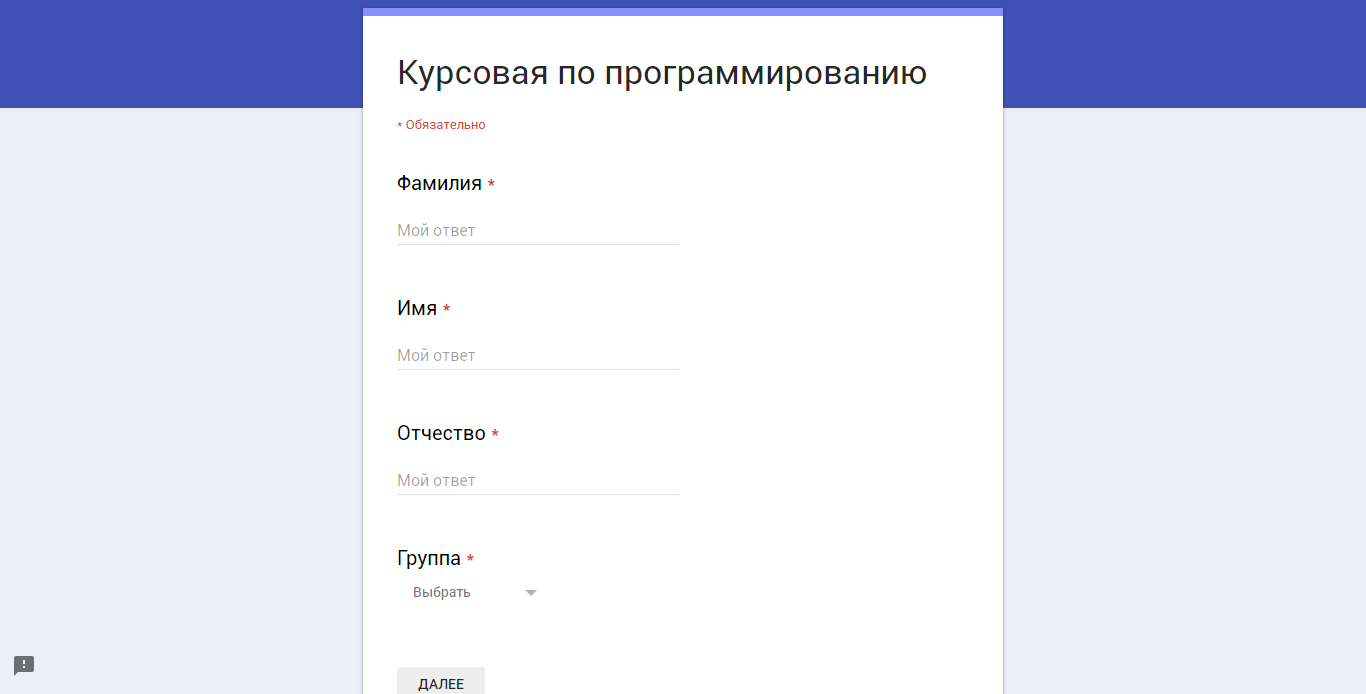 Курсовая по программированию
* Обязательно
Фамилия *
Мой ответ
Имя *
Мой ответ
Отчество *
Мой ответ
Группа *
Выбрать
ДАЛЕЕ